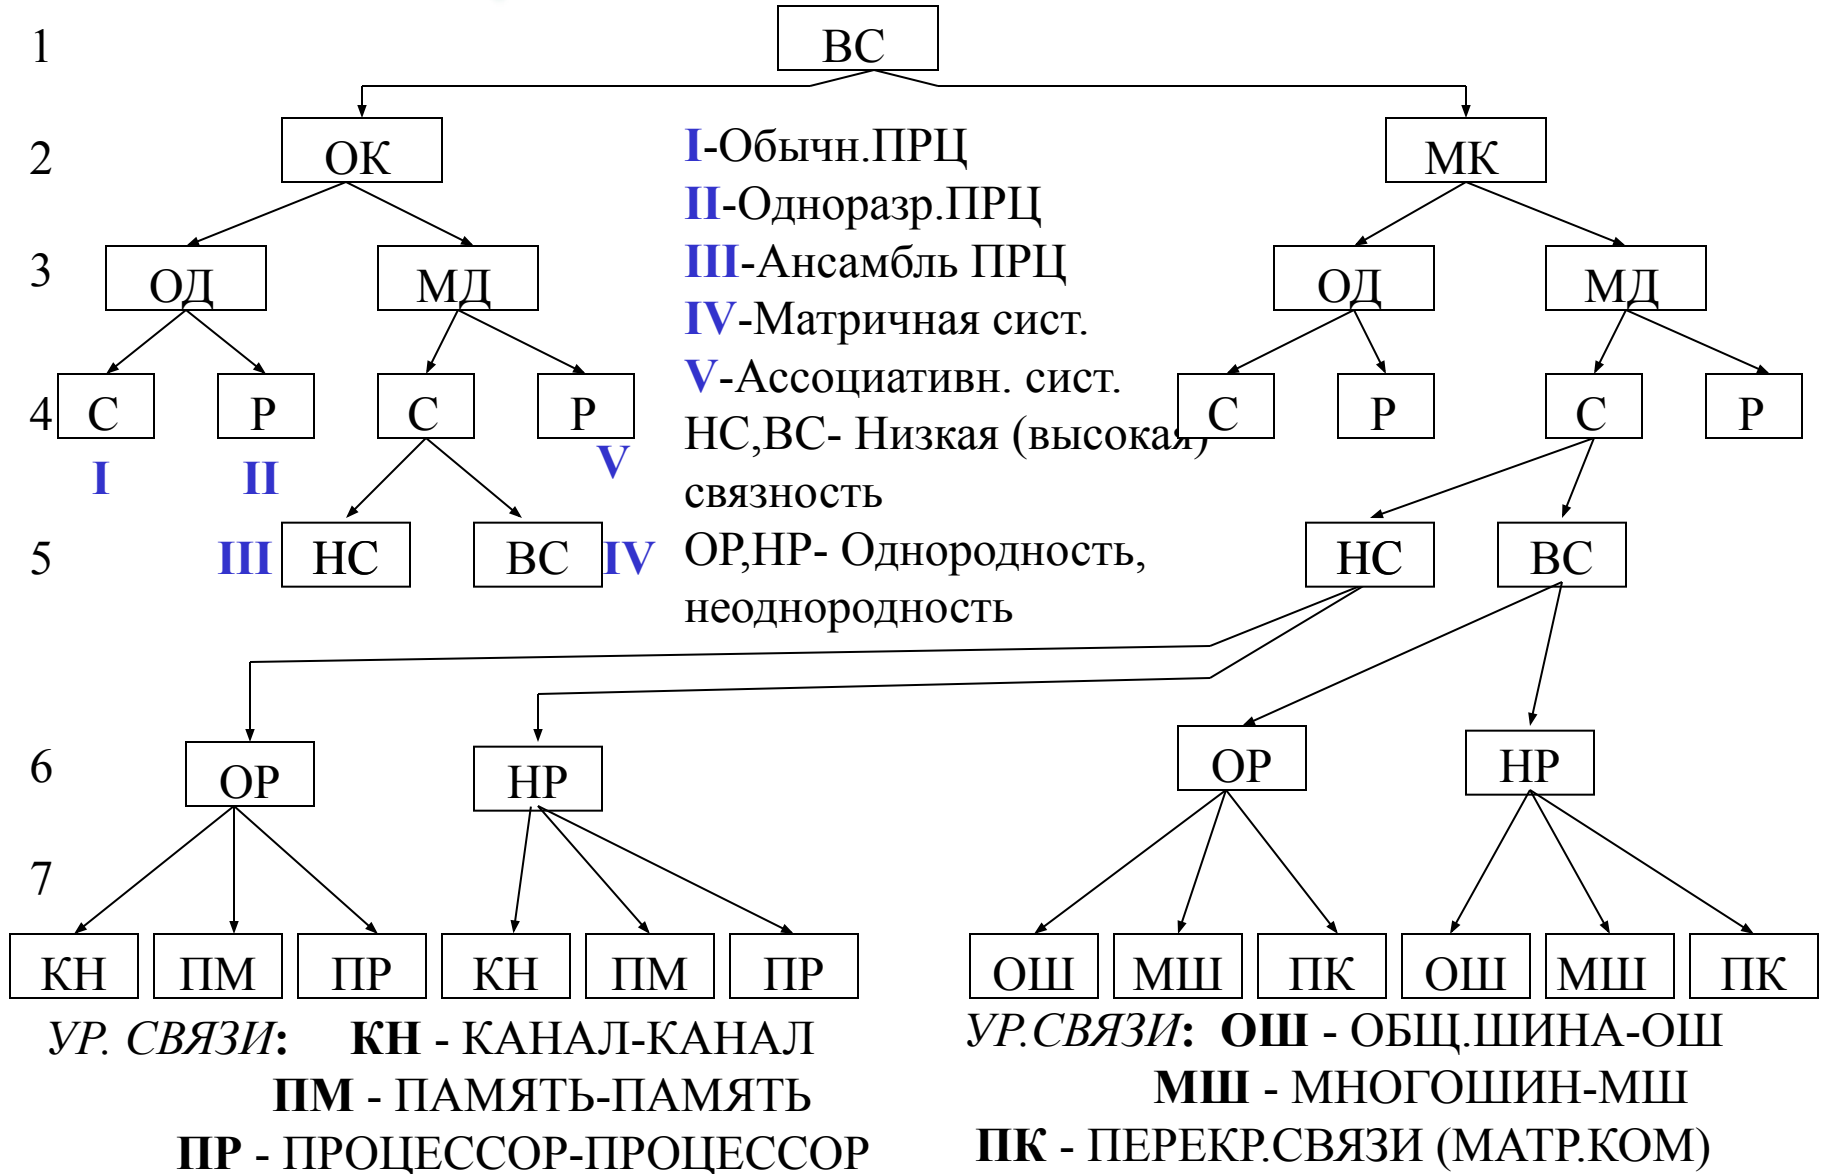 1
ВС
2
ОК
МК
I-Обычн.ПРЦ
II-Одноразр.ПРЦ
III-Ансамбль ПРЦ
IV-Матричная сист.
V-Ассоциативн. сист.
НС,ВС- Низкая (высокая)
связность
ОР,НР- Однородность,
неоднородность
3
ОД
МД
ОД
МД
4
С
Р
С
Р
С
Р
С
Р
I
II
V
5
III
НС
ВС
IV
НС
ВС
6
ОР
НР
ОР
НР
7
КН
ПМ
ПР
КН
ПМ
ПР
ОШ
МШ
ПК
ОШ
МШ
ПК
УР. СВЯЗИ: КН - КАНАЛ-КАНАЛ
ПМ - ПАМЯТЬ-ПАМЯТЬ
ПР - ПРОЦЕССОР-ПРОЦЕССОР
УР.СВЯЗИ: ОШ - ОБЩ.ШИНА-ОШ
МШ - МНОГОШИН-МШ
ПК - ПЕРЕКР.СВЯЗИ (МАТР.КОМ)